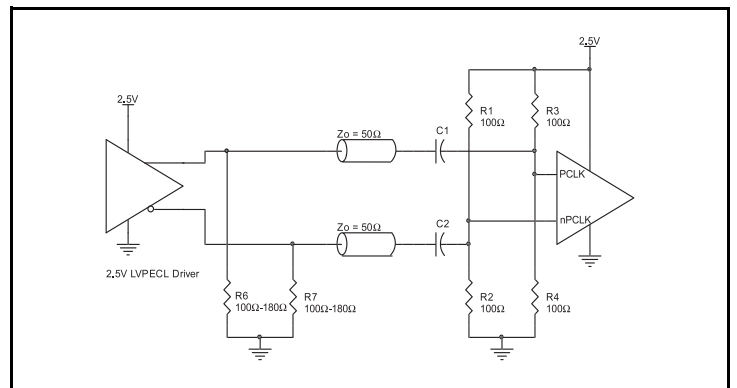 2.5V
2.5V
R1
100Ω
R3
100Ω
Zo = 50Ω
C1
PCLK
Zo = 50Ω
C2
nPCLK
2.5V LVPECL Driver
R6
100Ω-180Ω
R7
100Ω-180Ω
R2
100Ω
R4
100Ω